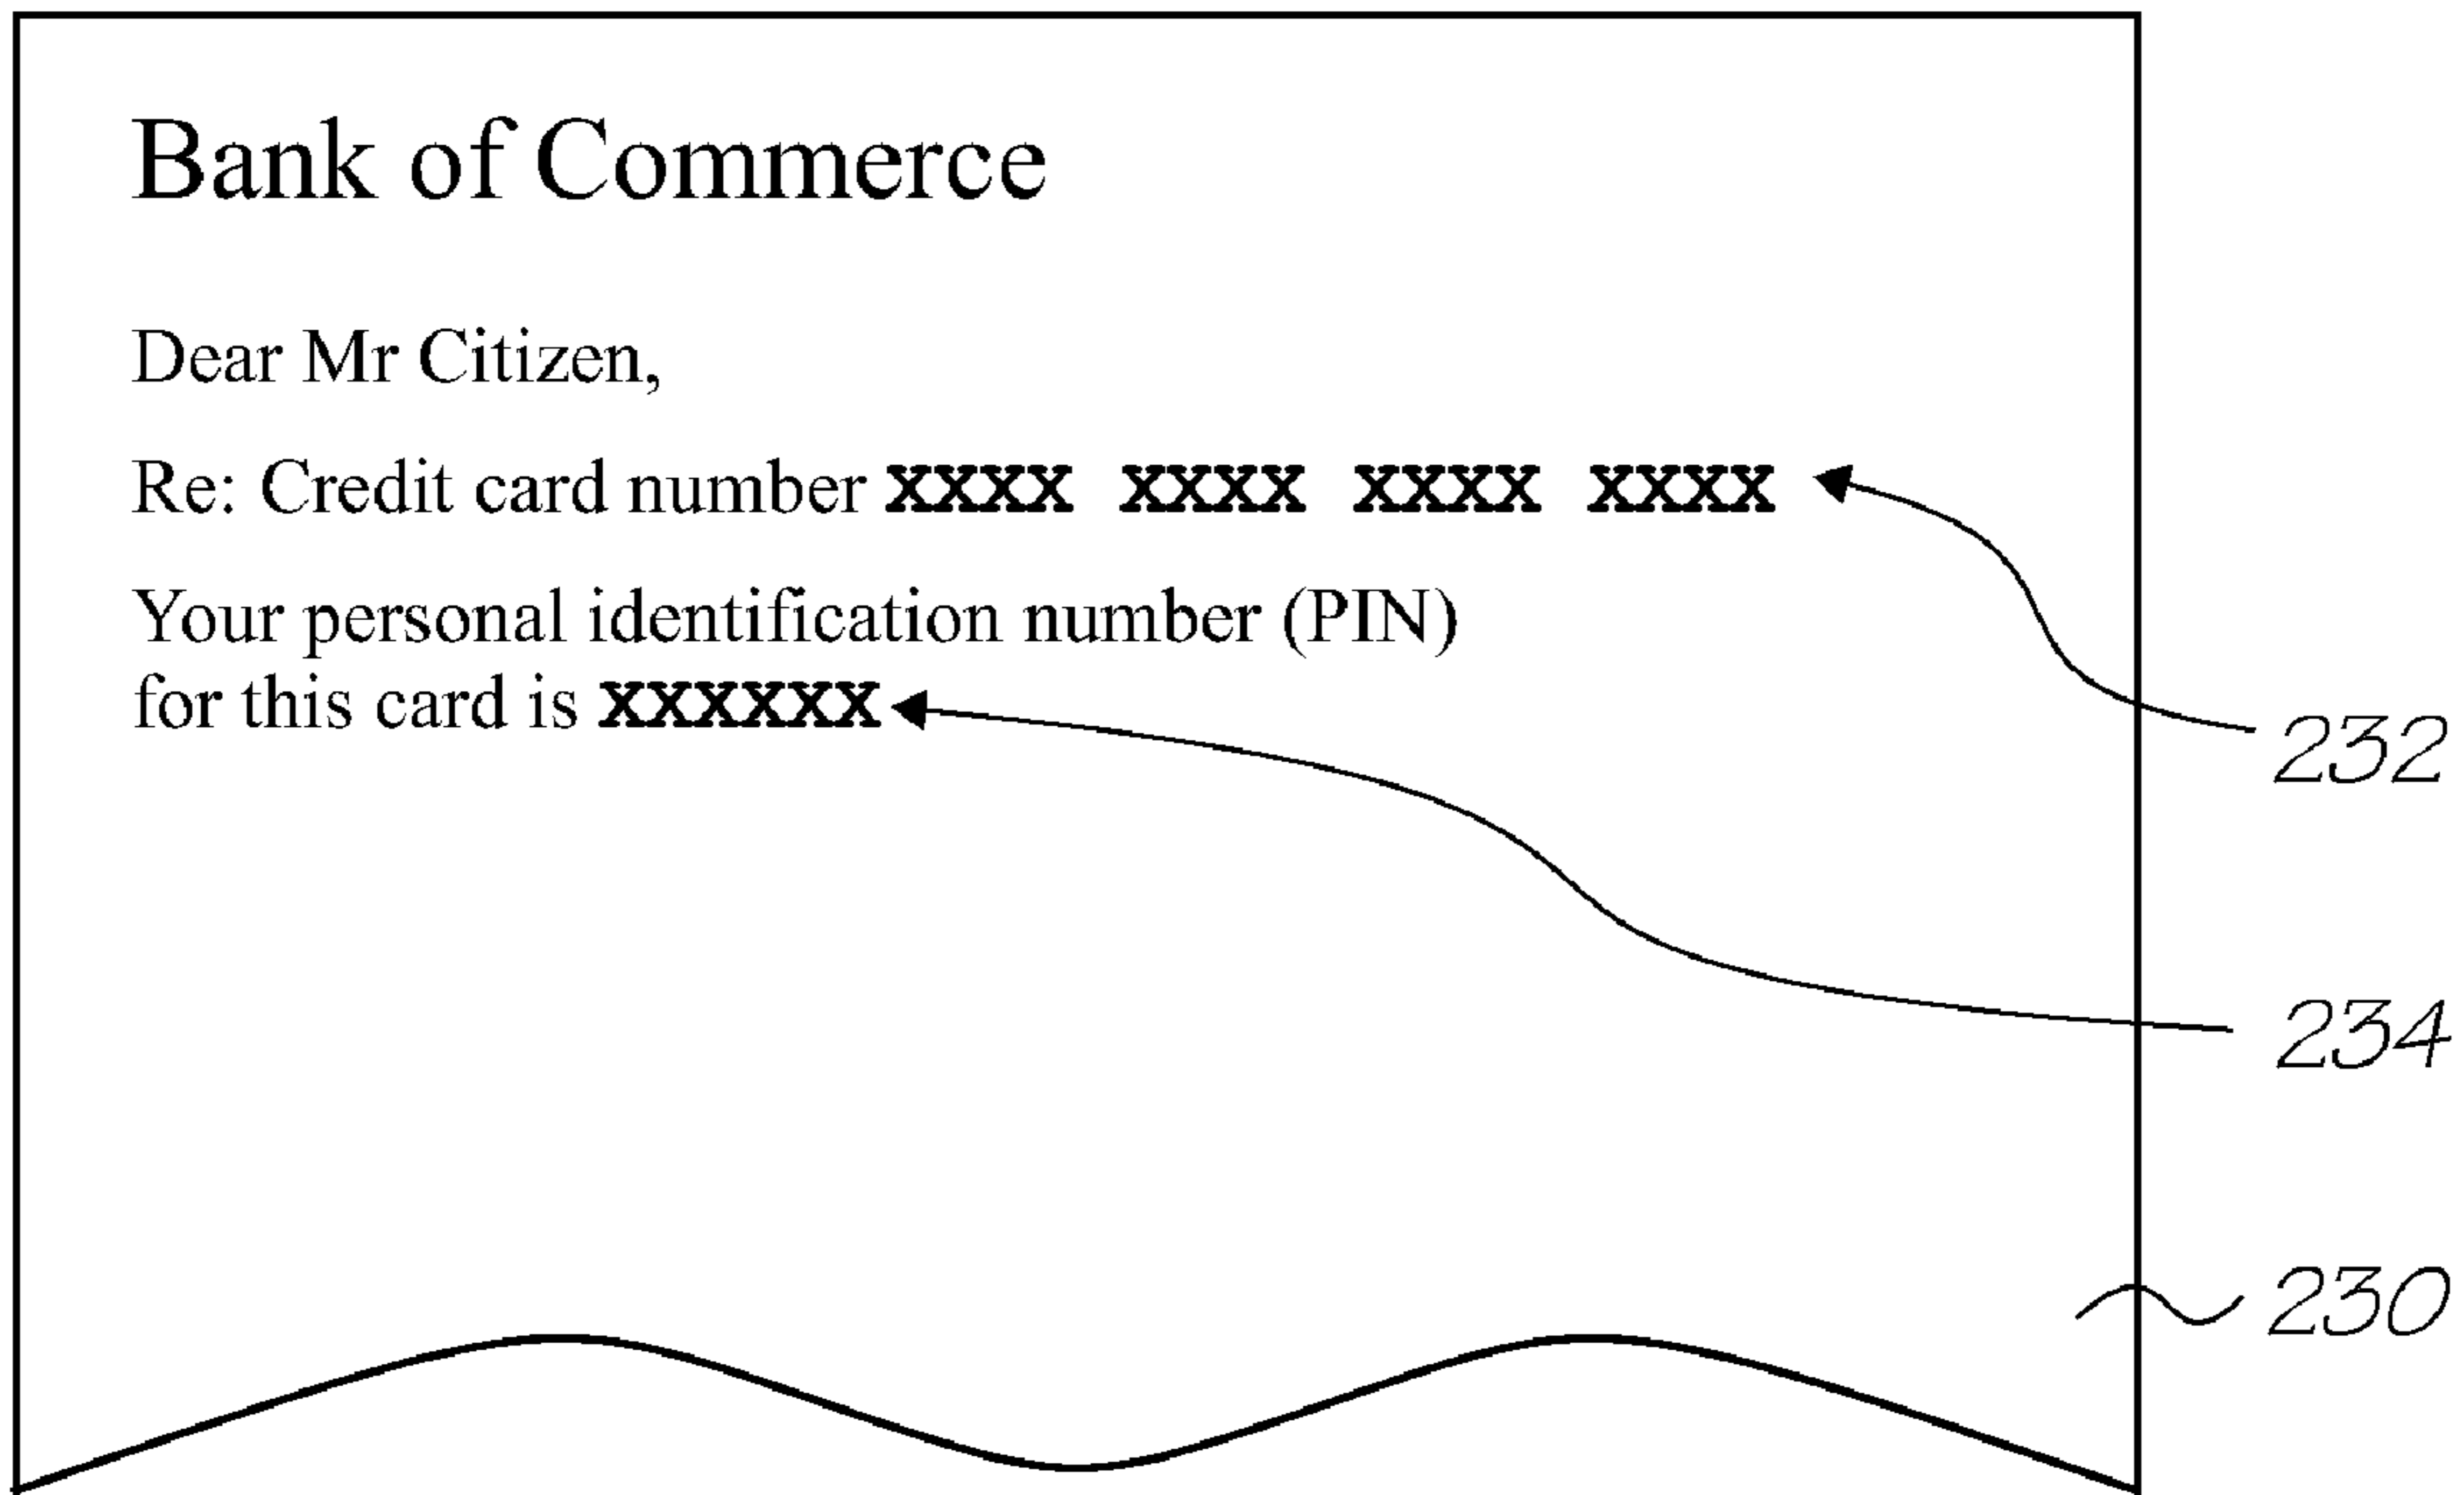 Bank of Commerce
Dear Mr Citizen,
Re: Credit card number xxxx xxxx xxxx xxxx
Your personal identification number (PIN)
for this card is xxxxxx
232
234
230